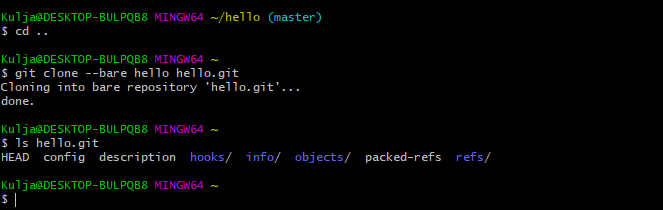 Kulja@DESKTOP-BULPQB8 MINGW64 ~/hello (master)
$ cd ..
Kulja@DESKTOP-BULPQB8 MINGW64 ~
$ git clone --bare hello hello.git
Cloning into bare repository 'hello.git'...
done.
Kulja@DESKTOP-BULPQB8 MINGW64 ~
$ ls hello.git
HEAD  config  description  hooks/  info/  objects/  packed-refs  refs/
Kulja@DESKTOP-BULPQB8 MINGW64 ~
$